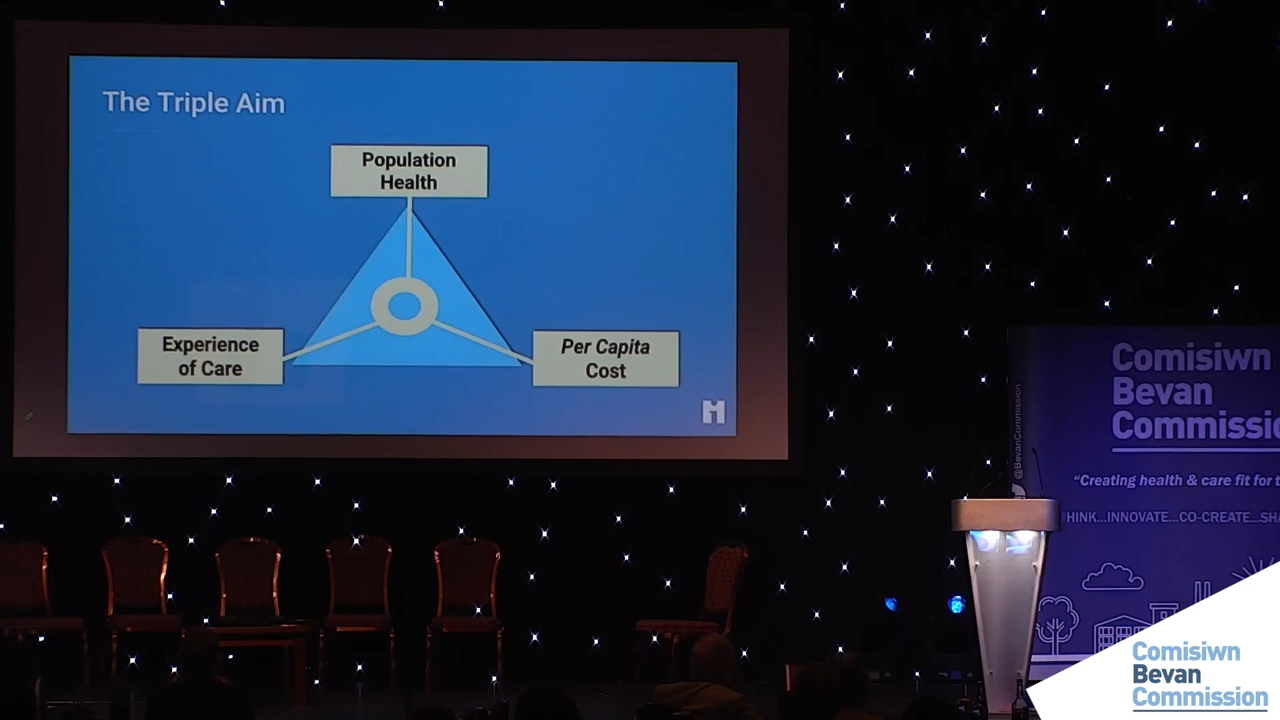 The Triple Aim
Population
Health
Experience
of Care
Per Capita
Cost
@BevanCommission
Comisiwn
Bevan
Commissi
“Creating health & care fit for t
HINK...INNOVATE...CO-CREATE...SH
Comisiwn
Bevan
Commission